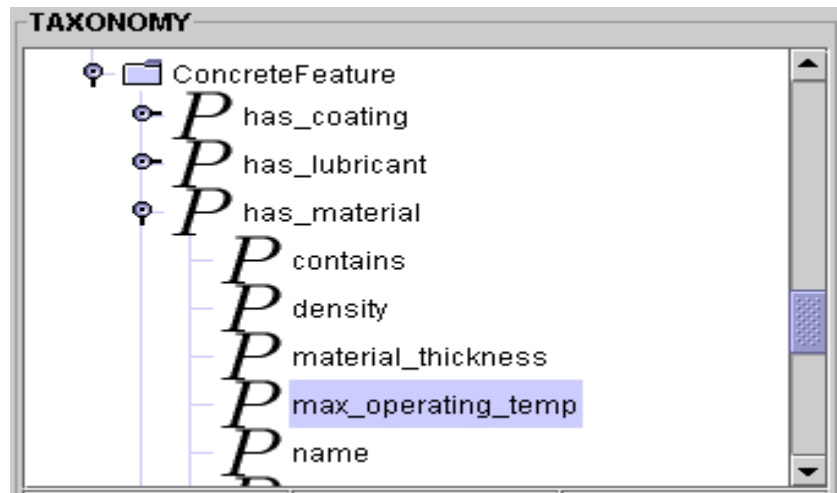 TAXONOMY
ConcreteFeature
P has_coating
P has_lubricant
P has_material
P contains
P density
P material_thickness
P max_operating_temp
P name